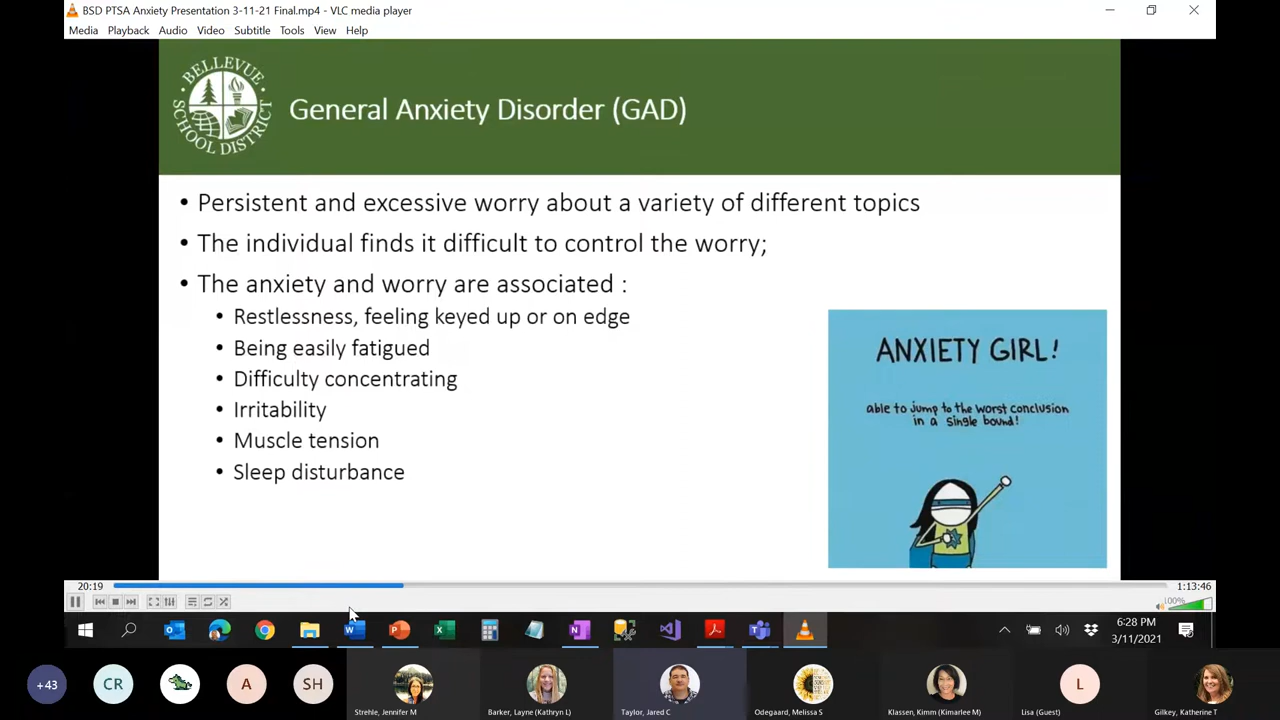 BSD PTSA Anxiety Presentation 3-11-21 Final.mp4 - VLC media player
Media Playback Audio Video Subtitle Tools View Help
BELLEVUE
SCHOOL DISTRICT
General Anxiety Disorder (GAD)
• Persistent and excessive worry about a variety of different topics
• The individual finds it difficult to control the worry;
• The anxiety and worry are associated :
• Restlessness, feeling keyed up or on edge
• Being easily fatigued
• Difficulty concentrating
• Irritability
• Muscle tension
• Sleep disturbance
ANXIETY GIRL!
able to jump to the worst conclusion
in a single bound!
20:19
1:13:46
100%
6:28 PM
3/11/2021
+43
CR
A
SH
Strehle, Jennifer M
Barker, Layne (Kathryn L)
Taylor, Jared C
Odegaard, Melissa S
Klassen, Kimm (Kimarlee M)
L
Lisa (Guest)
Gilkey, Katherine T